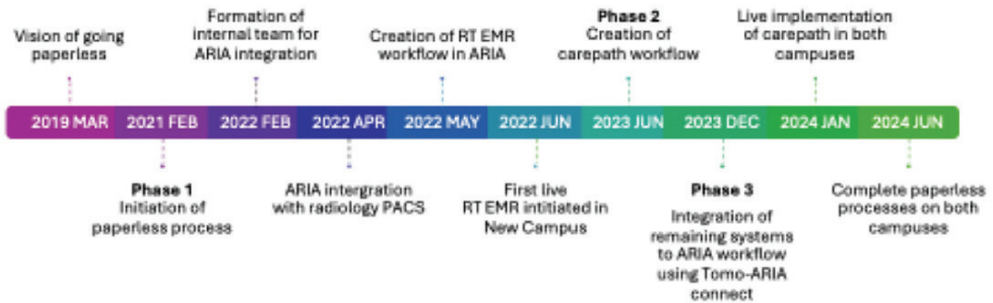 Vision of going
paperless
Formation of
internal team for
ARIA integration
Creation of RT EMR
workflow in ARIA
Phase 2
Creation of
carepath workflow
Live implementation
of carepath in both
campuses
2019 MAR
2021 FEB
2022 FEB
2022 APR
2022 MAY
2022 JUN
2023 JUN
2023 DEC
2024 JAN
2024 JUN
Phase 1
Initiation of
paperless process
ARIA intergration
with radiology PACS
First live
RT EMR intitiated in
New Campus
Phase 3
Integration of
remaining systems
to ARIA workflow
using Tomo-ARIA
connect
Complete paperless
processes on both
campuses